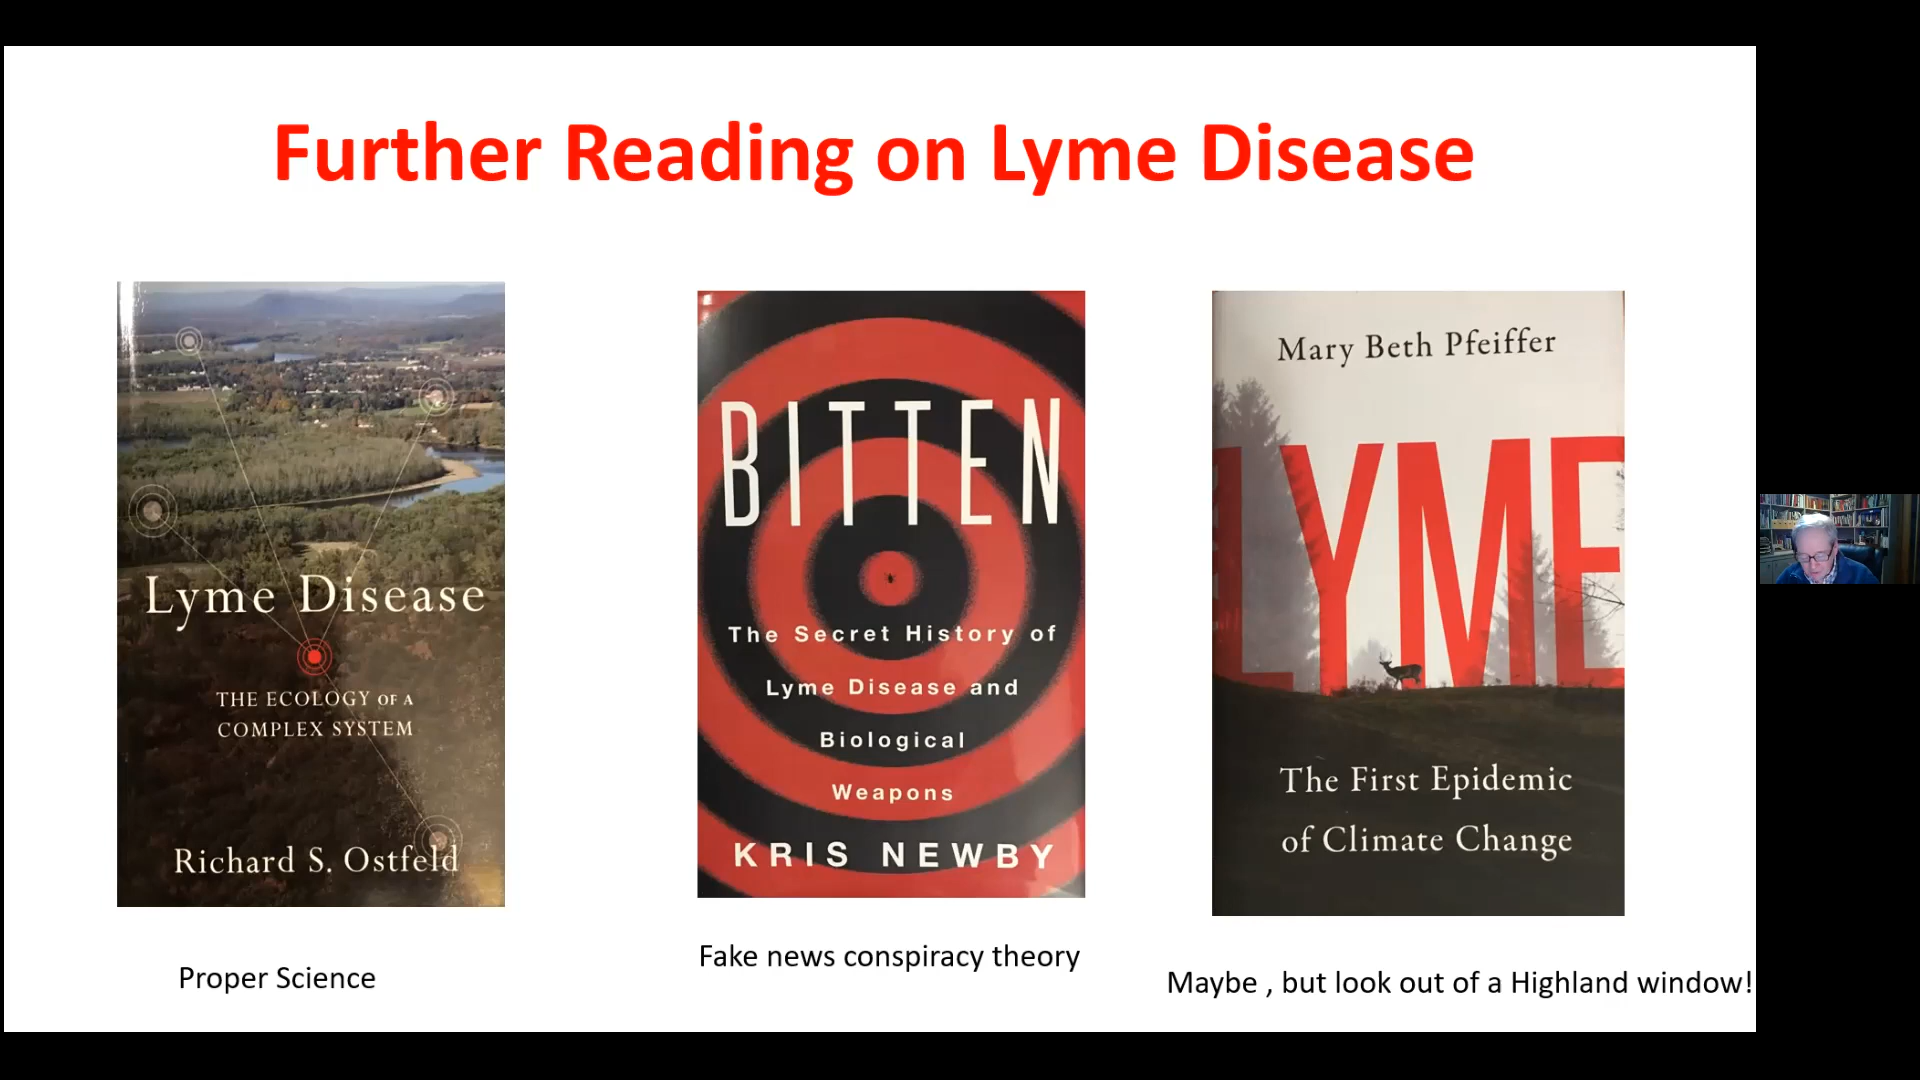 Further Reading on Lyme Disease
Lyme Disease
THE ECOLOGY OF A
COMPLEX SYSTEM
Richard S. Ostfeld
Proper Science
BITTEN
The Secret History of
Lyme Disease and
Biological
Weapons
KRIS NEWBY
Fake news conspiracy theory
Mary Beth Pfeiffer
LYME
The First Epidemic
of Climate Change
Maybe , but look out of a Highland window!